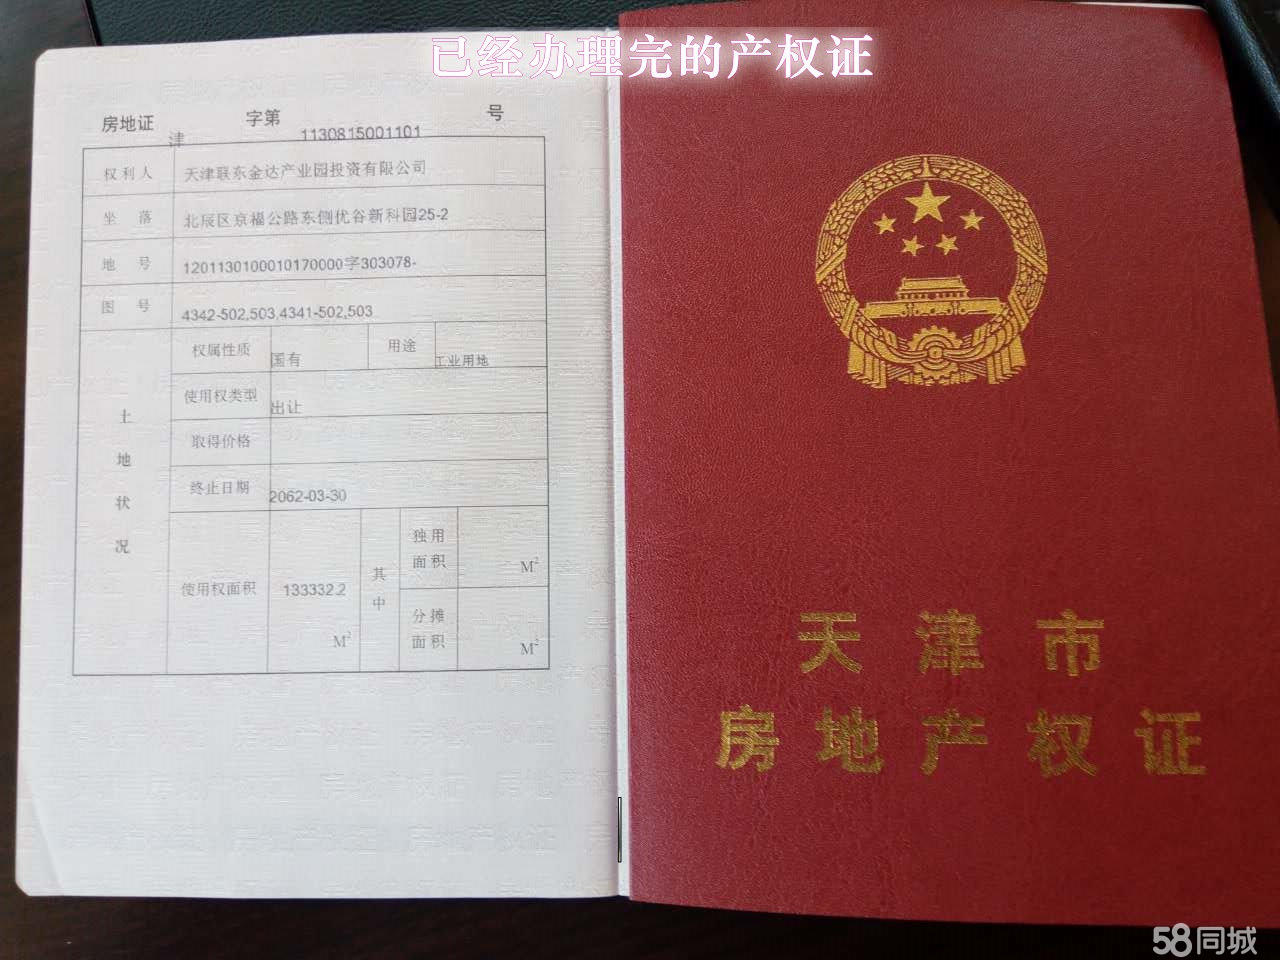 已经办理完的产权证
房地证 津 字第 1130815001101 号
权利人 天津联东金达产业园投资有限公司
坐落 北辰区京福公路东侧优谷新科园25-2
地号 1201130100010170000字303078-
图号 4342-502,503,4341-502,503
土地状况
权属性质 国有 用途 工业用地
使用权类型 出让
取得价格
终止日期 2062-03-30
使用权面积 133332.2 M²
其中
独用面积 M²
分摊面积 M²
天津市
房地产权证
58同城